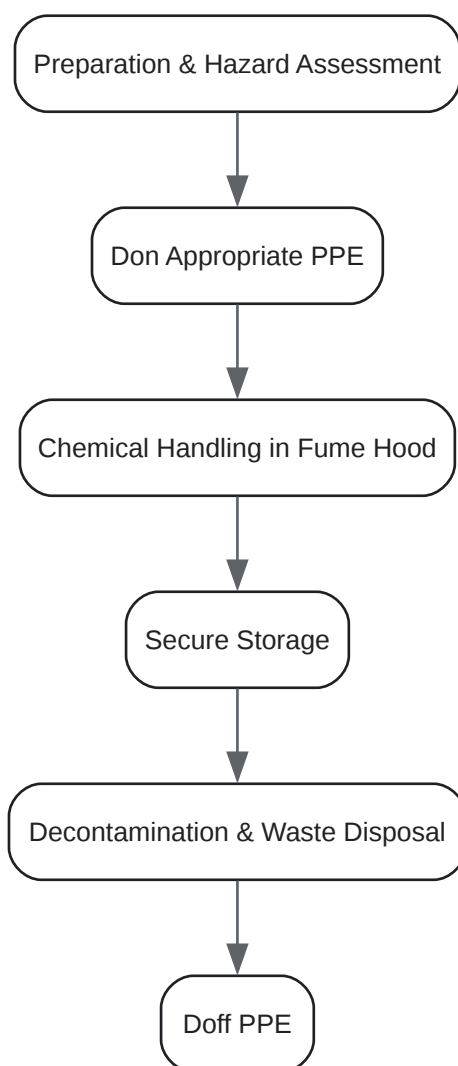 Preparation & Hazard Assessment
Don Appropriate PPE
Chemical Handling in Fume Hood
Secure Storage
Decontamination & Waste Disposal
Doff PPE